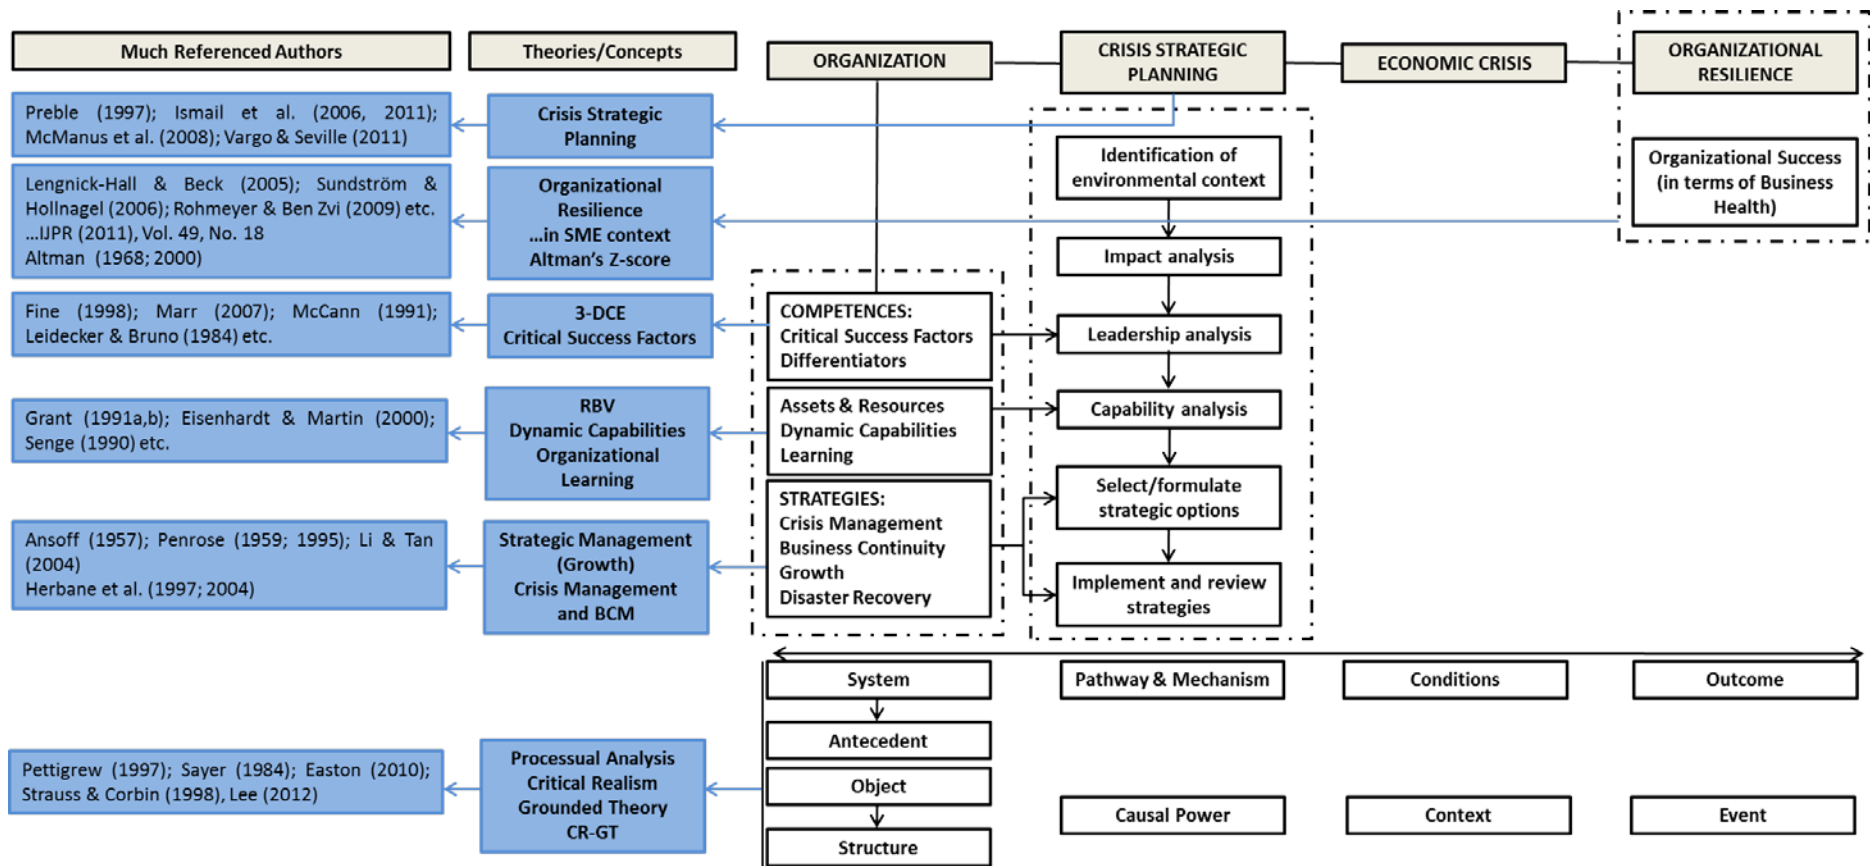 Much Referenced Authors
Theories/Concepts
ORGANIZATION
CRISIS STRATEGIC
PLANNING
ECONOMIC CRISIS
ORGANIZATIONAL
RESILIENCE
Preble (1997); Ismail et al. (2006, 2011);
McManus et al. (2008); Vargo & Seville (2011)
Crisis Strategic
Planning
Identification of
environmental context
Organizational Success
(in terms of Business
Health)
Lengnick-Hall & Beck (2005); Sundström &
Hollnagel (2006); Rohmeyer & Ben Zvi (2009) etc.
...IJPR (2011), Vol. 49, No. 18
Altman (1968; 2000)
Organizational
Resilience
...in SME context
Altman's Z-score
Impact analysis
Fine (1998); Marr (2007); McCann (1991);
Leidecker & Bruno (1984) etc.
3-DCE
Critical Success Factors
COMPETENCES:
Critical Success Factors
Differentiators
Leadership analysis
Grant (1991a,b); Eisenhardt & Martin (2000);
Senge (1990) etc.
RBV
Dynamic Capabilities
Organizational
Learning
Assets & Resources
Dynamic Capabilities
Learning
Capability analysis
Select/formulate
strategic options
Ansoff (1957); Penrose (1959; 1995); Li & Tan
(2004)
Herbane et al. (1997; 2004)
Strategic Management
(Growth)
Crisis Management
and BCM
STRATEGIES:
Crisis Management
Business Continuity
Growth
Disaster Recovery
Implement and review
strategies
System
Pathway & Mechanism
Conditions
Outcome
Antecedent
Pettigrew (1997); Sayer (1984); Easton (2010);
Strauss & Corbin (1998), Lee (2012)
Processual Analysis
Critical Realism
Grounded Theory
CR-GT
Object
Causal Power
Context
Event
Structure